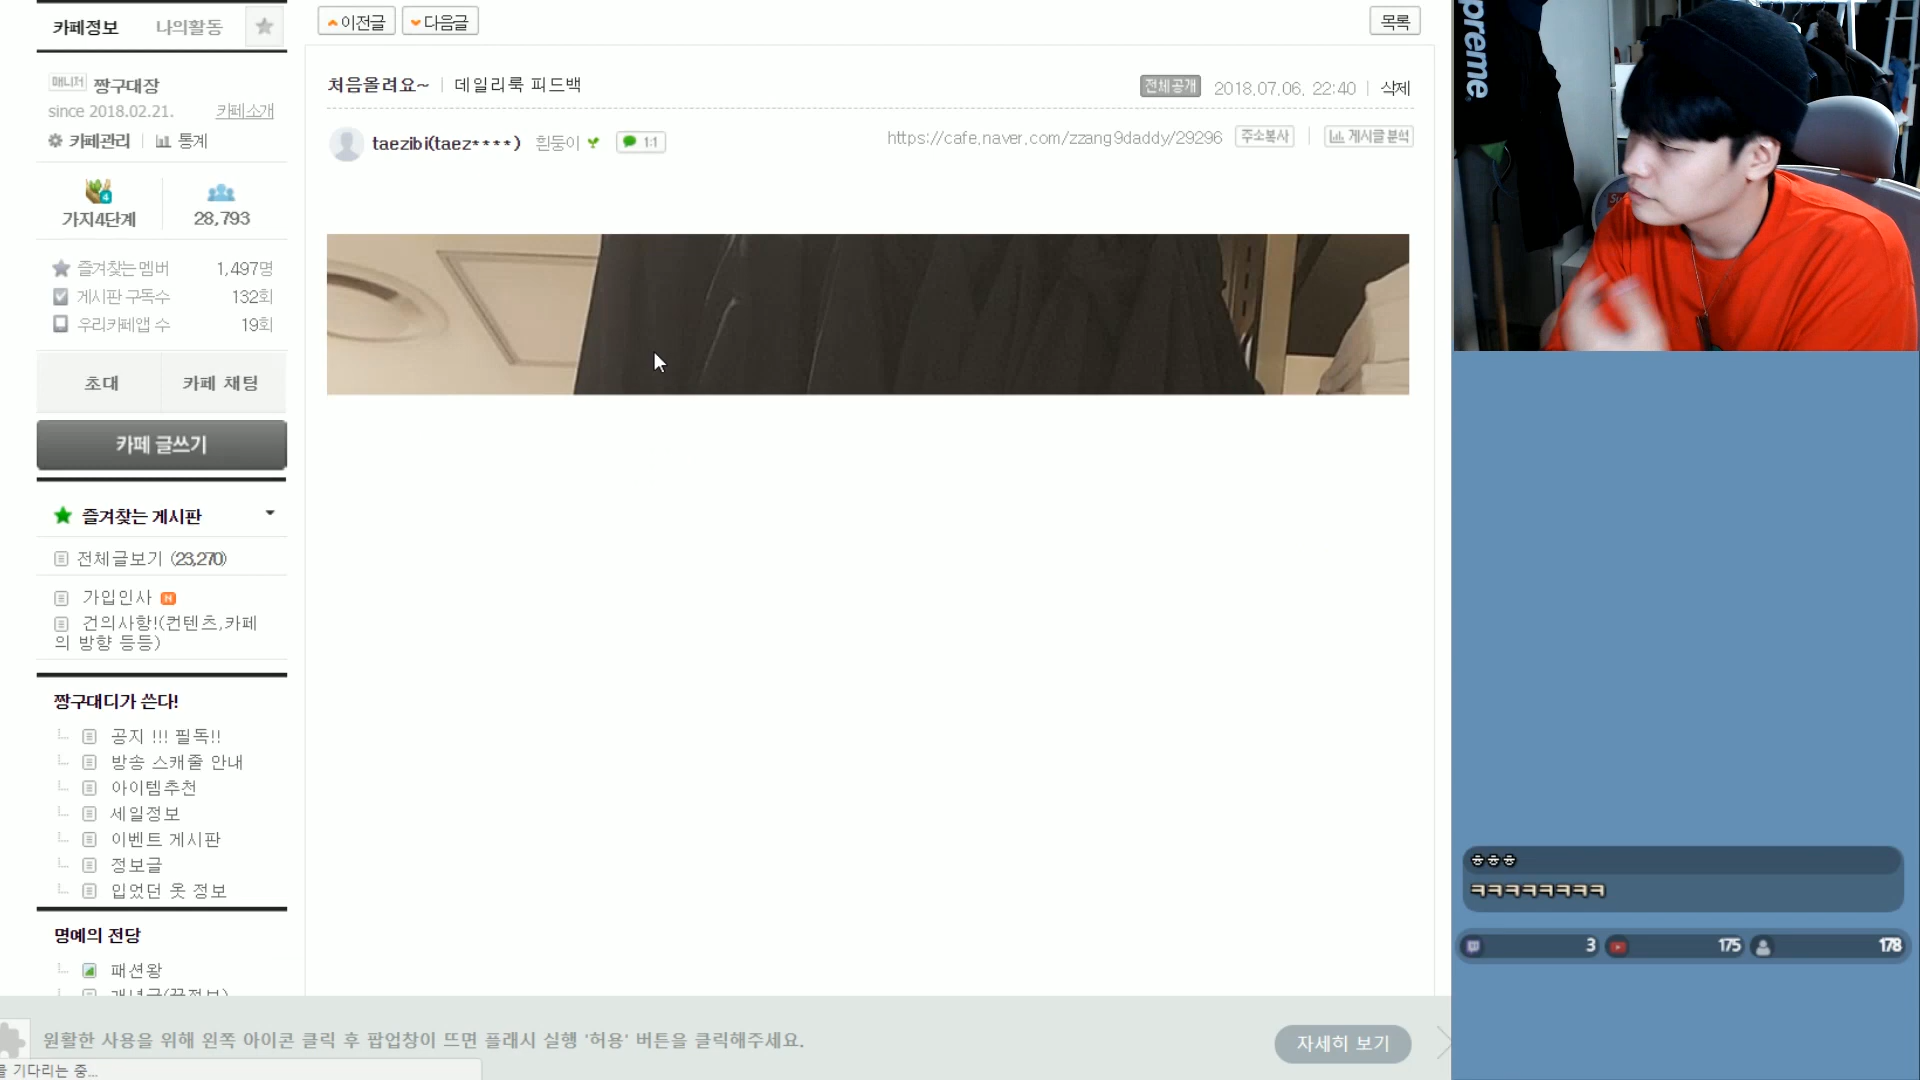 카페정보
나의활동
매니저 짱구대장
since 2018.02.21.
카페소개
카페관리
통계
가지4단계
28,793
즐겨찾는 멤버
1,497명
게시판 구독수
132회
우리카페앱 수
19회
초대
카페 채팅
카페 글쓰기
즐겨찾는 게시판
전체글보기 (23,270)
가입인사 N
건의사항!(컨텐츠,카페
의 방향 등등)
짱구대디가 쓴다!
공지 !!! 필독!!
방송 스캐줄 안내
아이템추천
세일정보
이벤트 게시판
정보글
입었던 옷 정보
명예의 전당
패션왕
이전글
다음글
목록
처음올려요~
데일리룩 피드백
전체공개
2018.07.06. 22:40
삭제
taezibi(taez****)
흰둥이
1:1
https://cafe.naver.com/zzang9daddy/29296
주소복사
게시글 분석
원활한 사용을 위해 왼쪽 아이콘 클릭 후 팝업창이 뜨면 플래시 실행 '허용' 버튼을 클릭해주세요.
자세히 보기
를 기다리는 중...
preme
ㅎㅎㅎ
ㅋㅋㅋㅋㅋㅋㅋㅋ
3
175
178